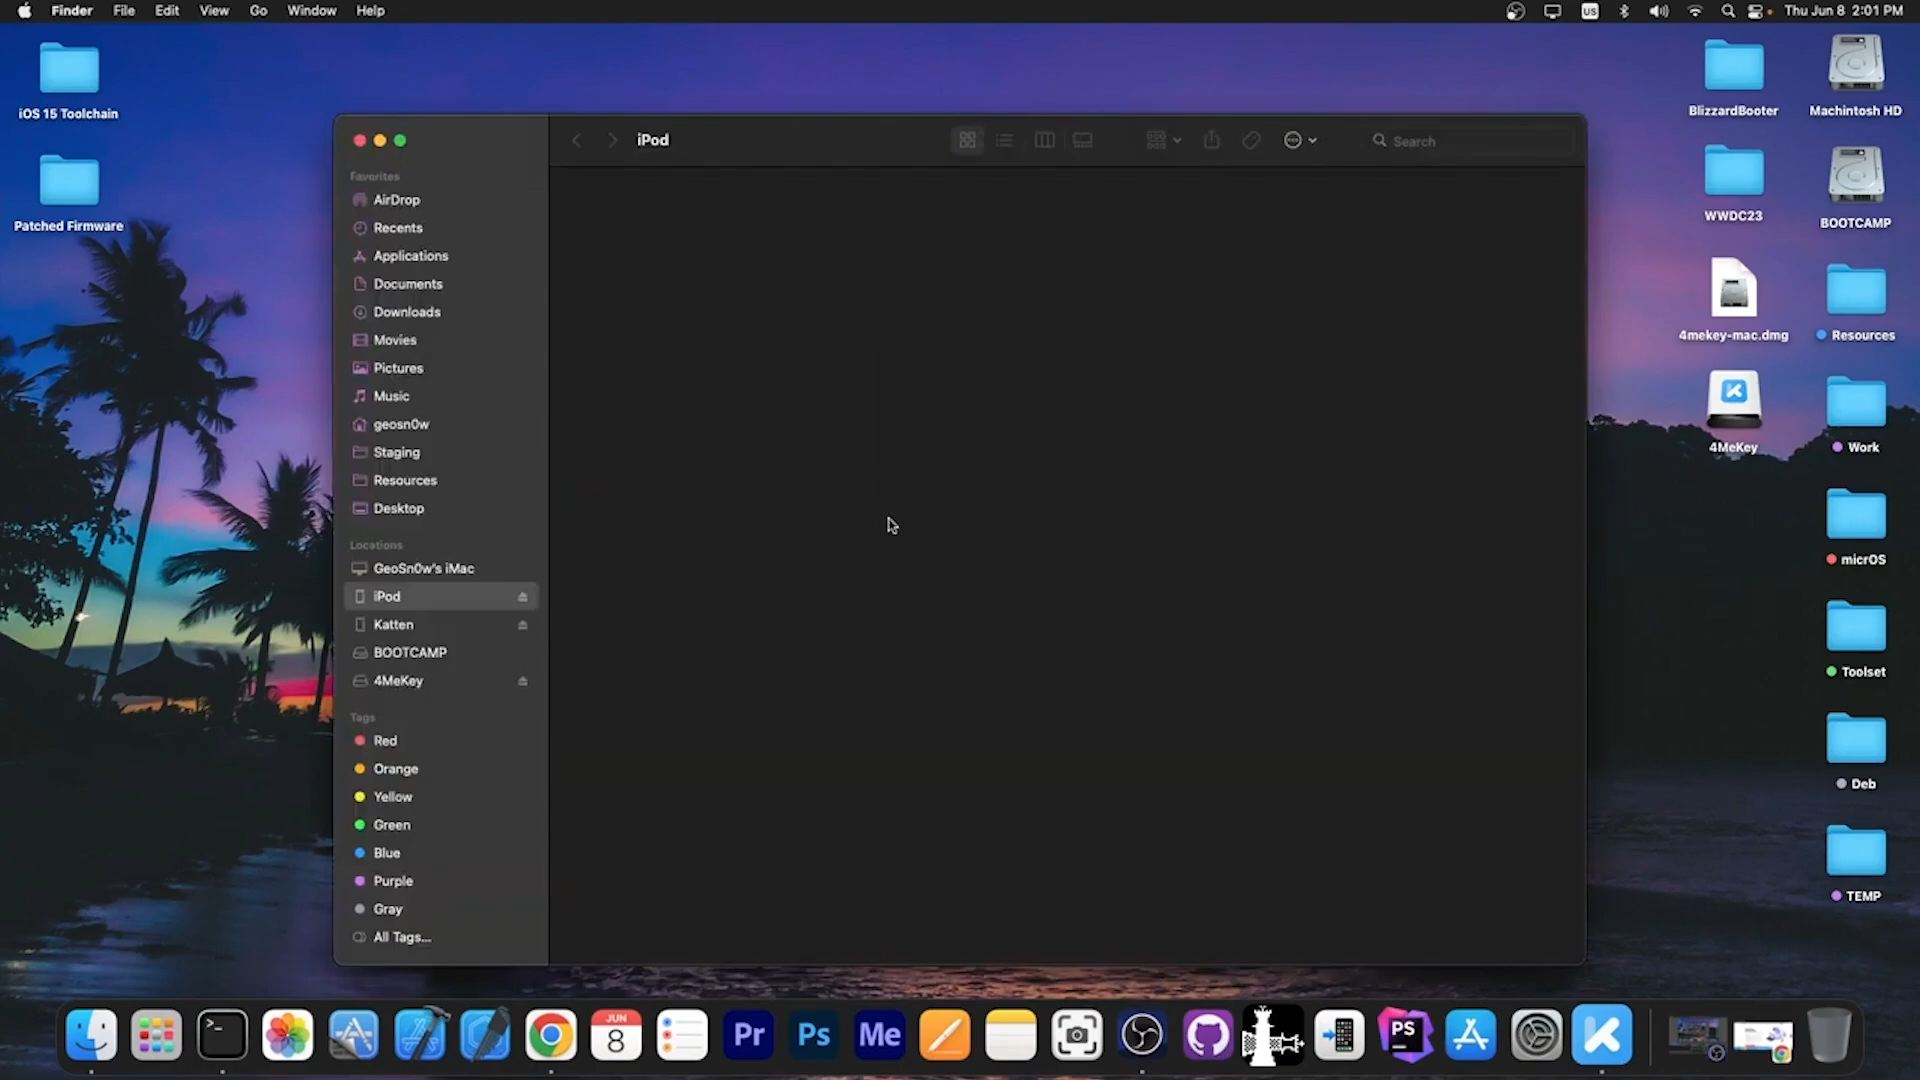 Finder File Edit View Go Window Help
US
Thu Jun 8 2:01 PM
iOS 15 Toolchain
Patched Firmware
iPod
Search
Favorites
AirDrop
Recents
Applications
Documents
Downloads
Movies
Pictures
Music
geosn0w
Staging
Resources
Desktop
Locations
GeoSn0w's iMac
iPod
Katten
BOOTCAMP
4MeKey
Tags
Red
Orange
Yellow
Green
Blue
Purple
Gray
All Tags...
BlizzardBooter
Machintosh HD
WWDC23
BOOTCAMP
4mekey-mac.dmg
Resources
4MeKey
Work
micrOS
Toolset
Deb
TEMP
JUN
8
Pr
Ps
Me
PS